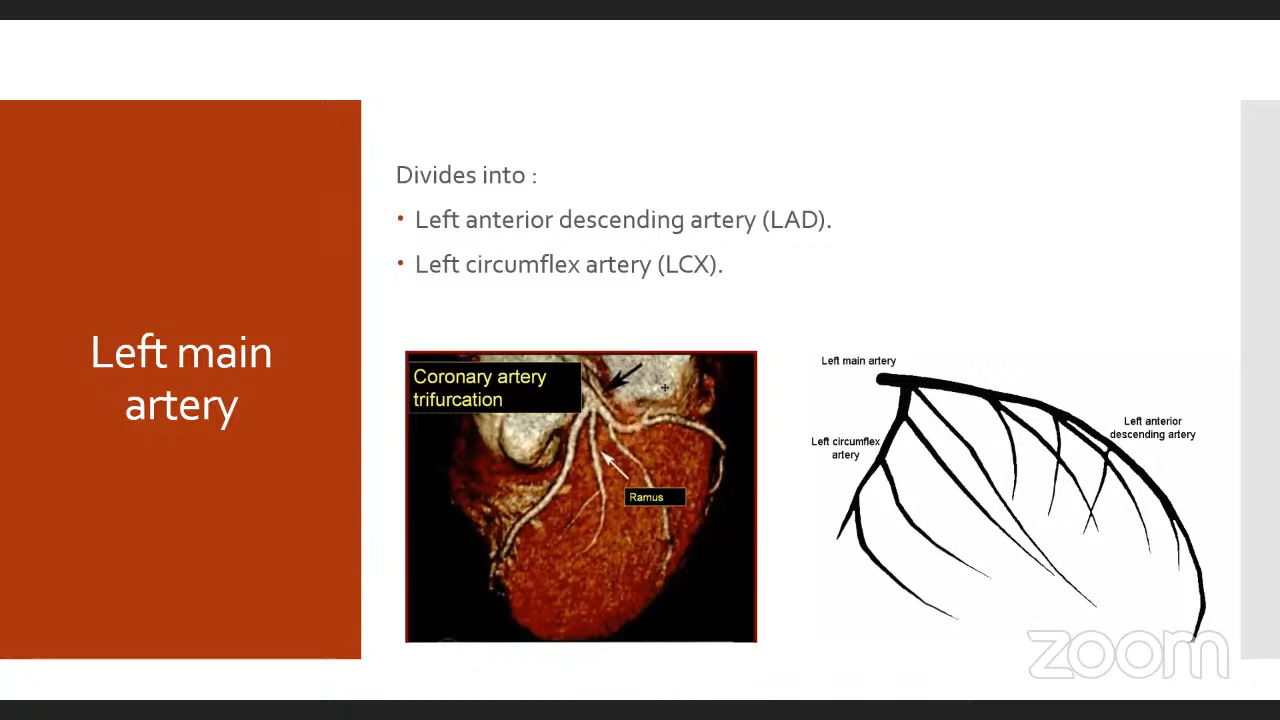 Left main
artery
Divides into :
• Left anterior descending artery (LAD).
• Left circumflex artery (LCX).
Coronary artery
trifurcation
Ramus
Left main artery
Left circumflex
artery
Left anterior
descending artery
zoom